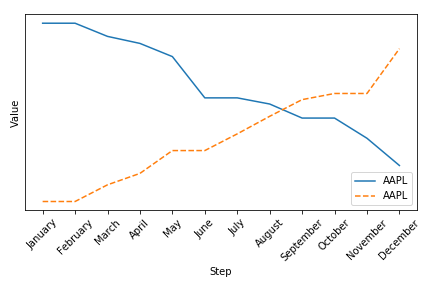 Value
AAPL
AAPL
January
February
March
April
May
June
July
August
September
October
November
December
Step